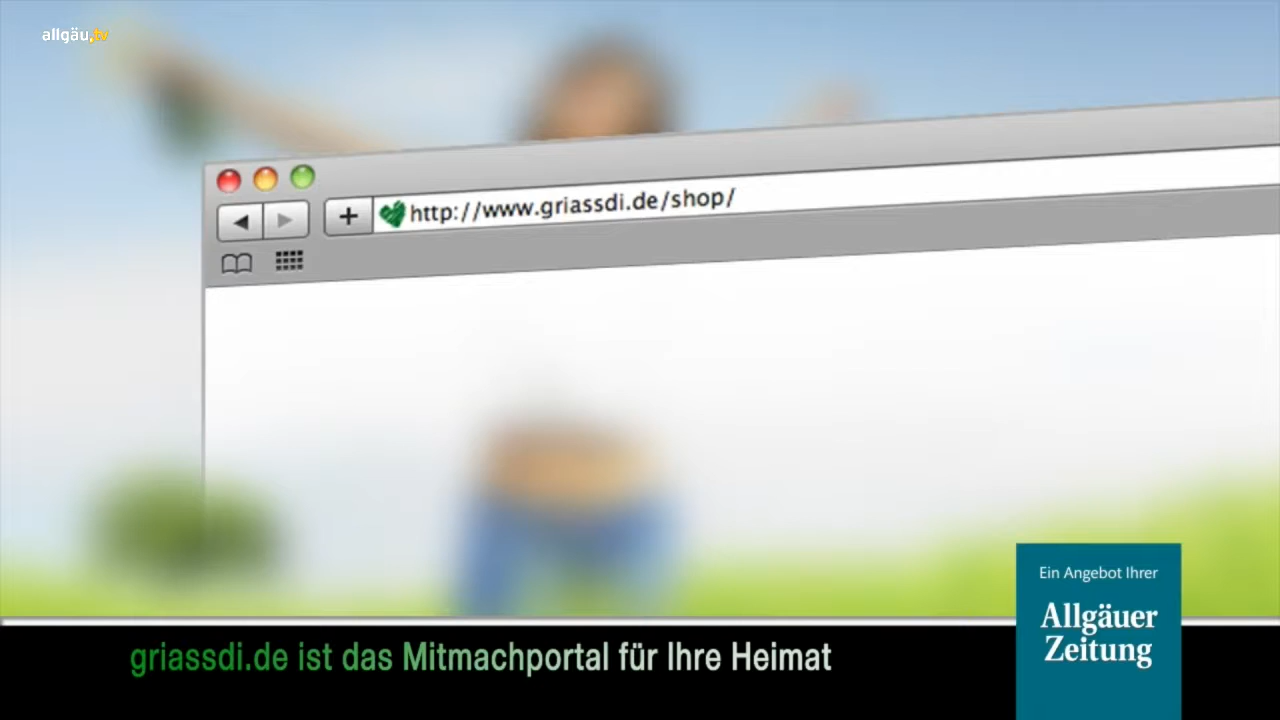 allgäu.tv
http://www.griassdi.de/shop/
Ein Angebot Ihrer
Allgäuer
Zeitung
griassdi.de ist das Mitmachportal für Ihre Heimat